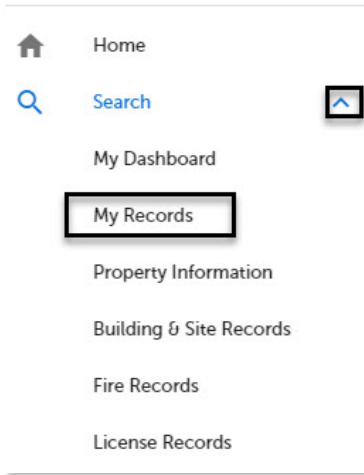 Home
Search
My Dashboard
My Records
Property Information
Building & Site Records
Fire Records
License Records